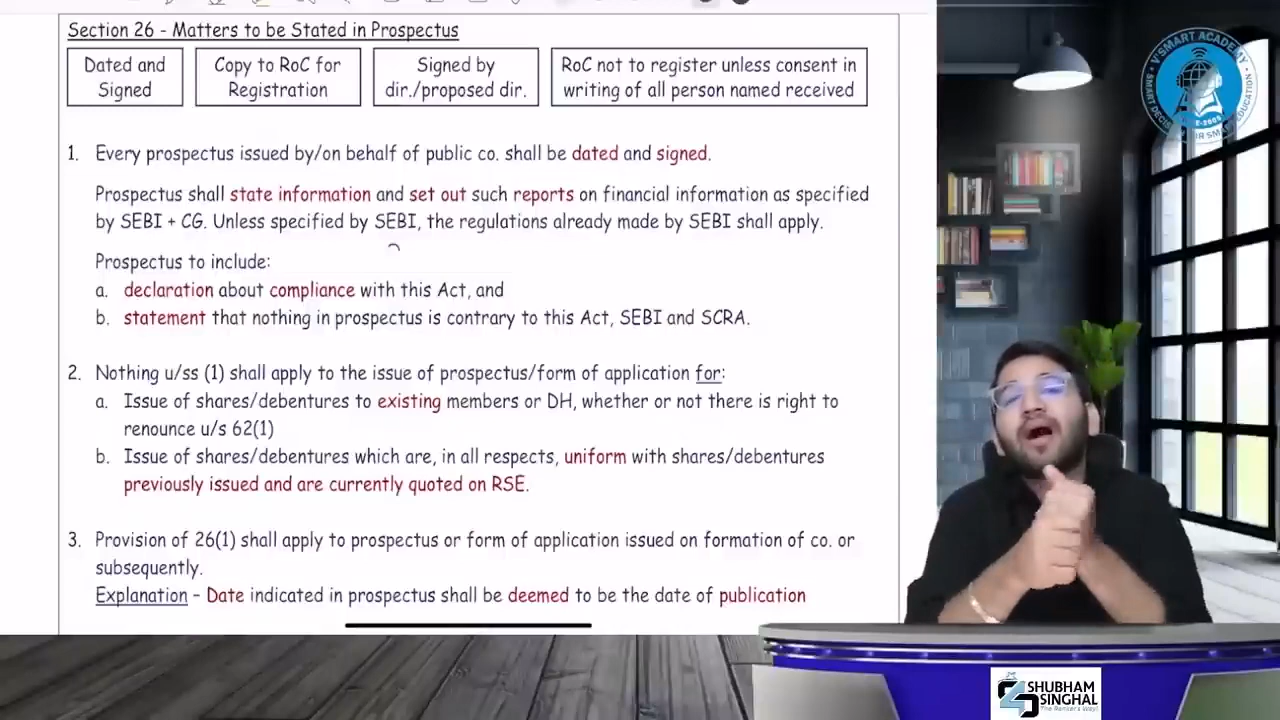 Section 26 - Matters to be Stated in Prospectus
Dated and
Signed
Copy to RoC for
Registration
Signed by
dir./proposed dir.
RoC not to register unless consent in
writing of all person named received
1. Every prospectus issued by/on behalf of public co. shall be dated and signed.
Prospectus shall state information and set out such reports on financial information as specified
by SEBI + CG. Unless specified by SEBI, the regulations already made by SEBI shall apply.
Prospectus to include:
a. declaration about compliance with this Act, and
b. statement that nothing in prospectus is contrary to this Act, SEBI and SCRA.
2. Nothing u/ss (1) shall apply to the issue of prospectus/form of application for:
a. Issue of shares/debentures to existing members or DH, whether or not there is right to
renounce u/s 62(1)
b. Issue of shares/debentures which are, in all respects, uniform with shares/debentures
previously issued and are currently quoted on RSE.
3. Provision of 26(1) shall apply to prospectus or form of application issued on formation of co. or
subsequently.
Explanation – Date indicated in prospectus shall be deemed to be the date of publication
V'SMART ACADEMY
SHUBHAM
SINGHAL